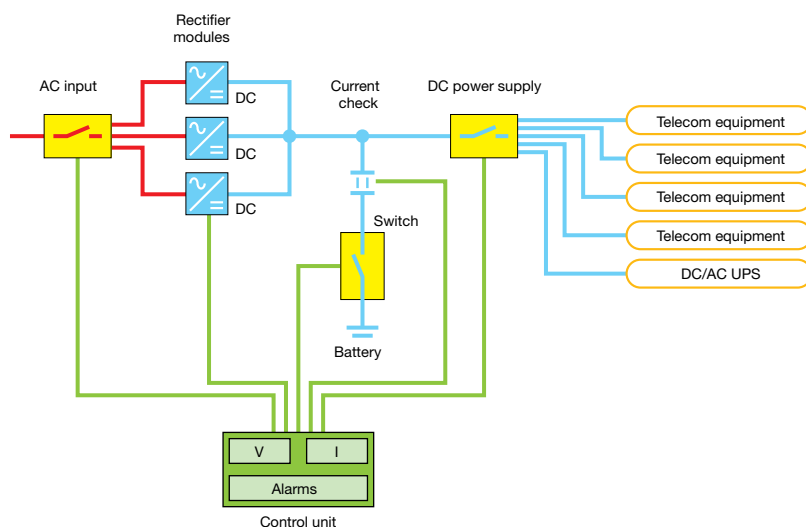 Rectifier
modules
AC input
DC
DC
DC
Current
check
DC power supply
Telecom equipment
Telecom equipment
Telecom equipment
Telecom equipment
DC/AC UPS
Switch
Battery
V
I
Alarms
Control unit